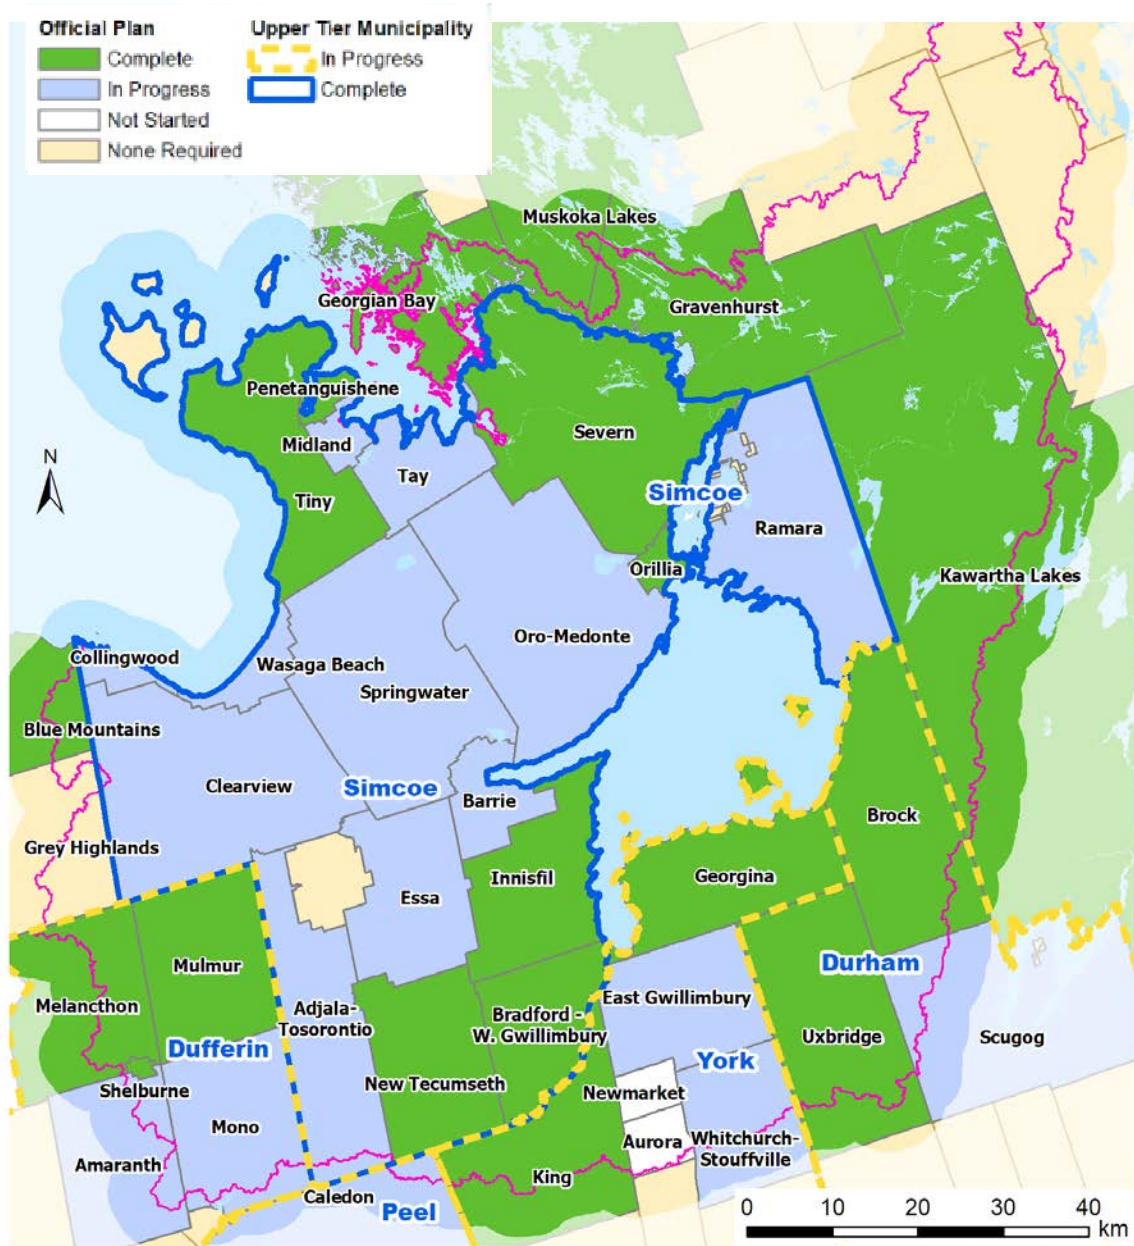 Official Plan
Upper Tier Municipality
Complete
In Progress
In Progress
Complete
Not Started
None Required
Muskoka Lakes
Georgian Bay
Gravenhurst
Penetanguishene
Midland
Severn
Tay
N
Tiny
Simcoe
Ramara
Orillia
Kawartha Lakes
Oro-Medonte
Collingwood
Wasaga Beach
Springwater
Blue Mountains
Clearview
Simcoe
Barrie
Brock
Grey Highlands
Georgina
Innisfil
Essa
Mulmur
Durham
Melancthon
Adjala-
Tosorontio
Bradford -
W. Gwillimbury
East Gwillimbury
Uxbridge
Scugog
Dufferin
York
Shelburne
New Tecumseth
Newmarket
Mono
Aurora
Whitchurch-
Stouffville
Amaranth
King
Caledon
Peel
0 10 20 30 40
km